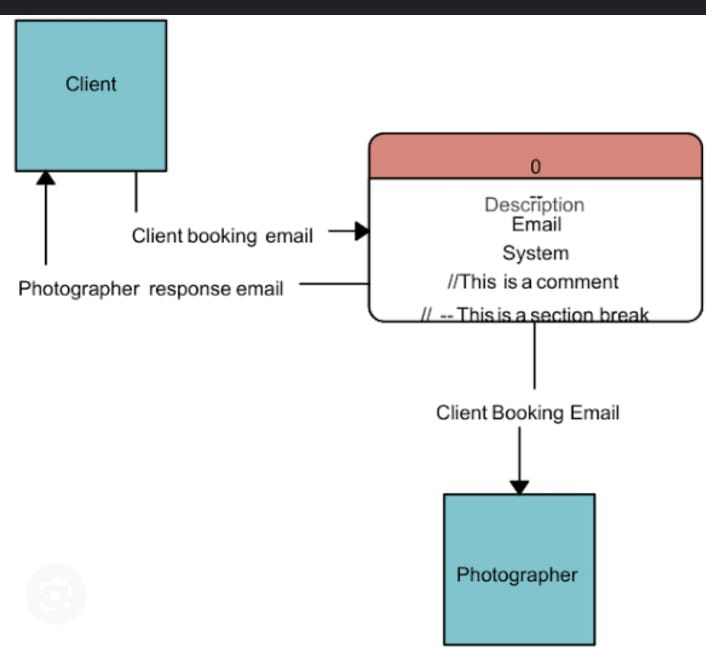 Client
0
--
Description
Email
System
//This is a comment
// -- This is a section break
Client booking email
Photographer response email
Client Booking Email
Photographer